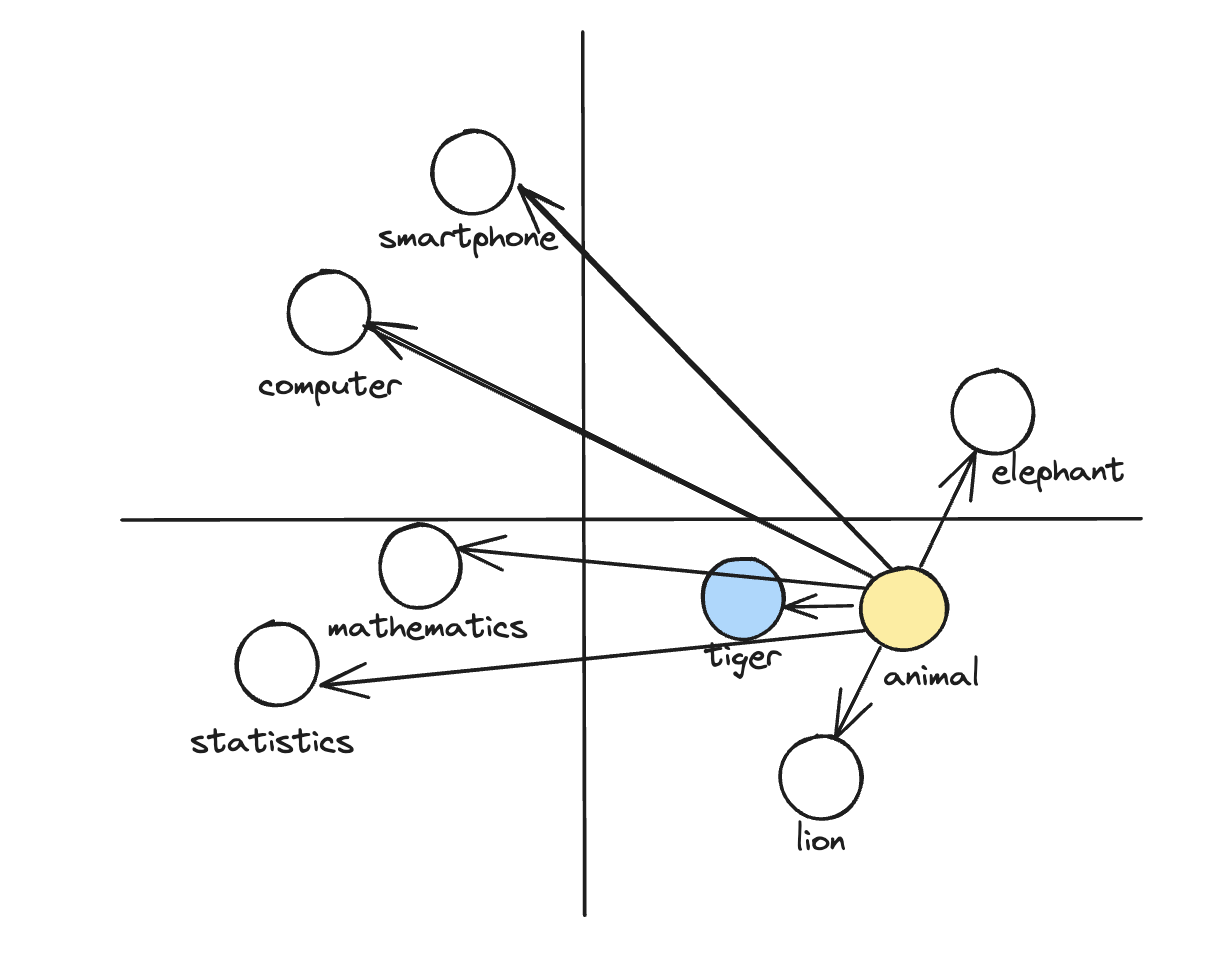 smartphone
computer
elephant
mathematics
tiger
animal
statistics
lion